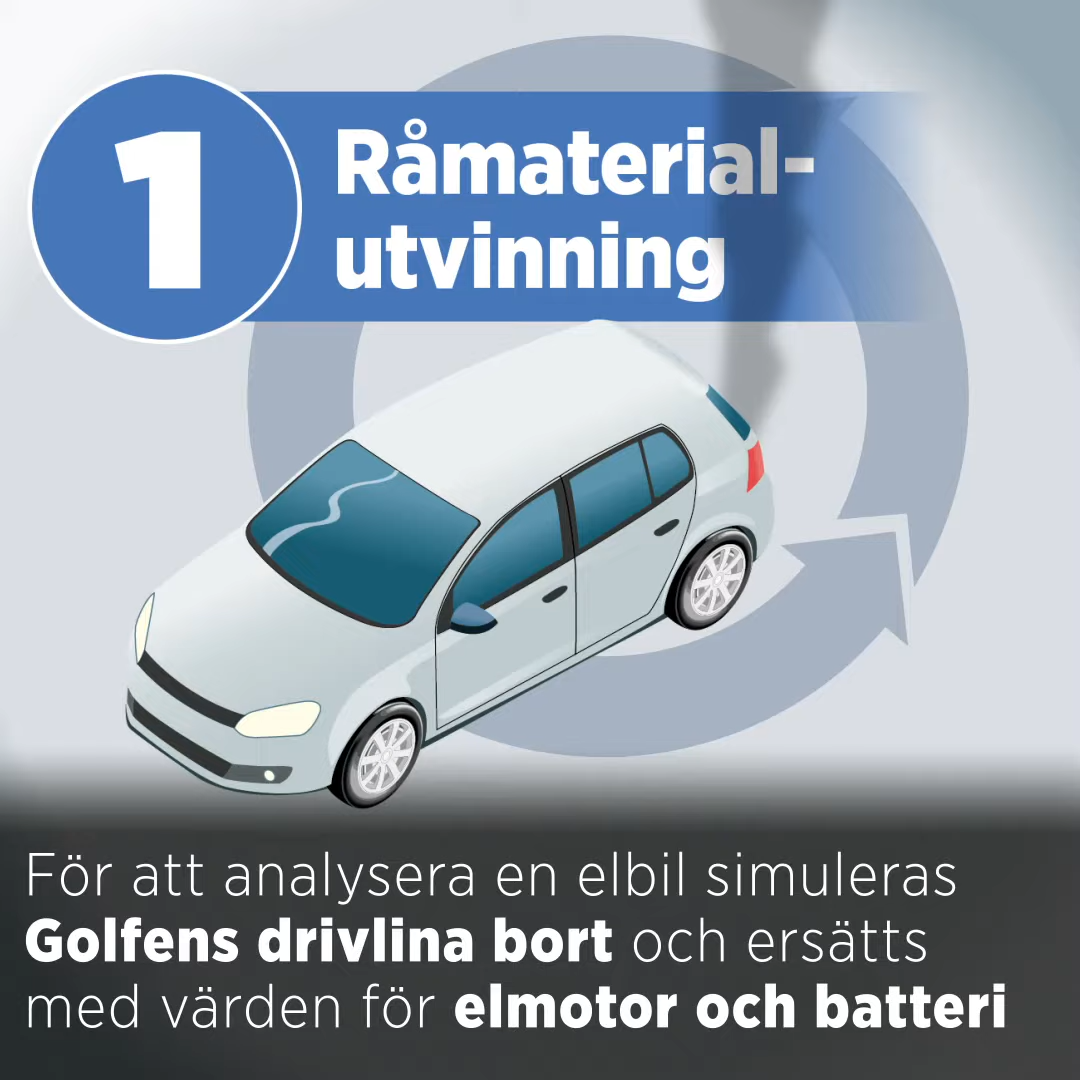 1
Råmaterial-
utvinning
För att analysera en elbil simuleras
Golfens drivlina bort och ersätts
med värden för elmotor och batteri